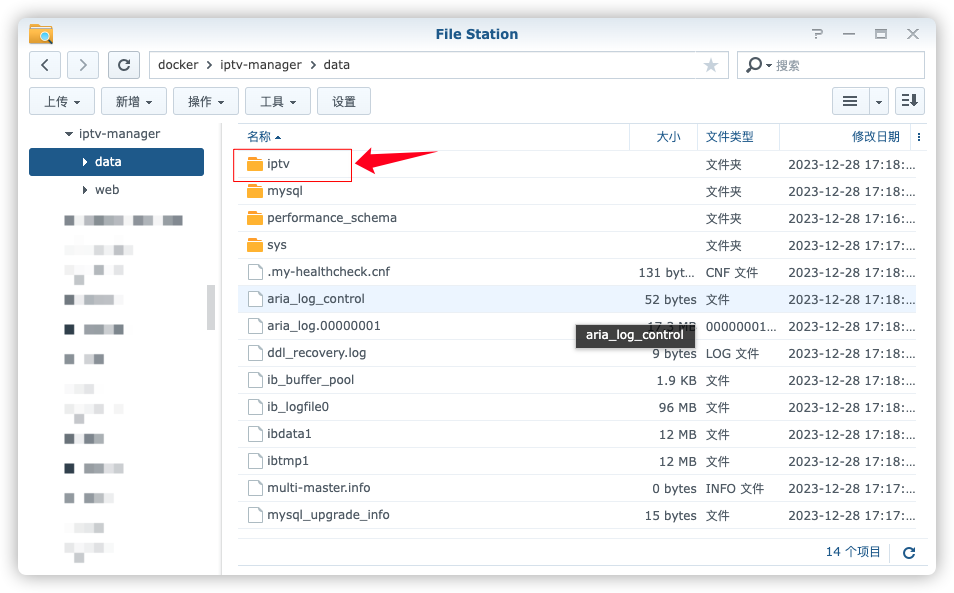 File Station
docker iptv-manager data
搜索
上传 新增 操作 工具 设置
iptv-manager
data
web
名称 大小 文件类型 修改日期
iptv 文件夹 2023-12-28 17:18:...
mysql 文件夹 2023-12-28 17:18:...
performance_schema 文件夹 2023-12-28 17:16:...
sys 文件夹 2023-12-28 17:17:...
.my-healthcheck.cnf 131 byt... CNF 文件 2023-12-28 17:18:...
aria_log_control 52 bytes 文件 2023-12-28 17:18:...
aria_log.00000001 17.3 MB 00000001... 2023-12-28 17:18:...
aria_log_control
ddl_recovery.log 9 bytes LOG 文件 2023-12-28 17:18:...
ib_buffer_pool 1.9 KB 文件 2023-12-28 17:18:...
ib_logfile0 96 MB 文件 2023-12-28 17:18:...
ibdata1 12 MB 文件 2023-12-28 17:18:...
ibtmp1 12 MB 文件 2023-12-28 17:18:...
multi-master.info 0 bytes INFO 文件 2023-12-28 17:17:...
mysql_upgrade_info 15 bytes 文件 2023-12-28 17:17:...
14 个项目